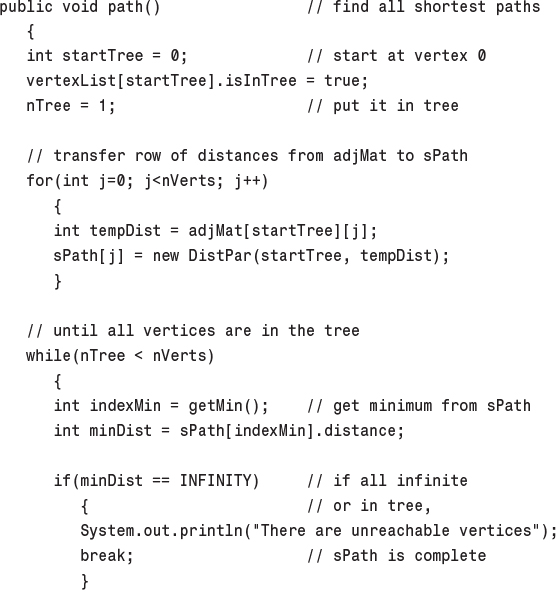 public void path()                // find all shortest paths
   {
   int startTree = 0;             // start at vertex 0
   vertexList[startTree].isInTree = true;
   nTree = 1;                     // put it in tree

   // transfer row of distances from adjMat to sPath
   for(int j=0; j<nVerts; j++)
      {
      int tempDist = adjMat[startTree][j];
      sPath[j] = new DistPar(startTree, tempDist);
      }

   // until all vertices are in the tree
   while(nTree < nVerts)
      {
      int indexMin = getMin();    // get minimum from sPath
      int minDist = sPath[indexMin].distance;

      if(minDist == INFINITY)     // if all infinite
         {                        // or in tree,
         System.out.println("There are unreachable vertices");
         break;                   // sPath is complete
         }